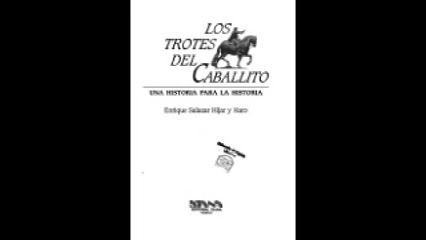 LOS
TROTES
DEL
CABALLITO
UNA HISTORIA PARA LA HISTORIA
Enrique Salazar Híjar y Haro